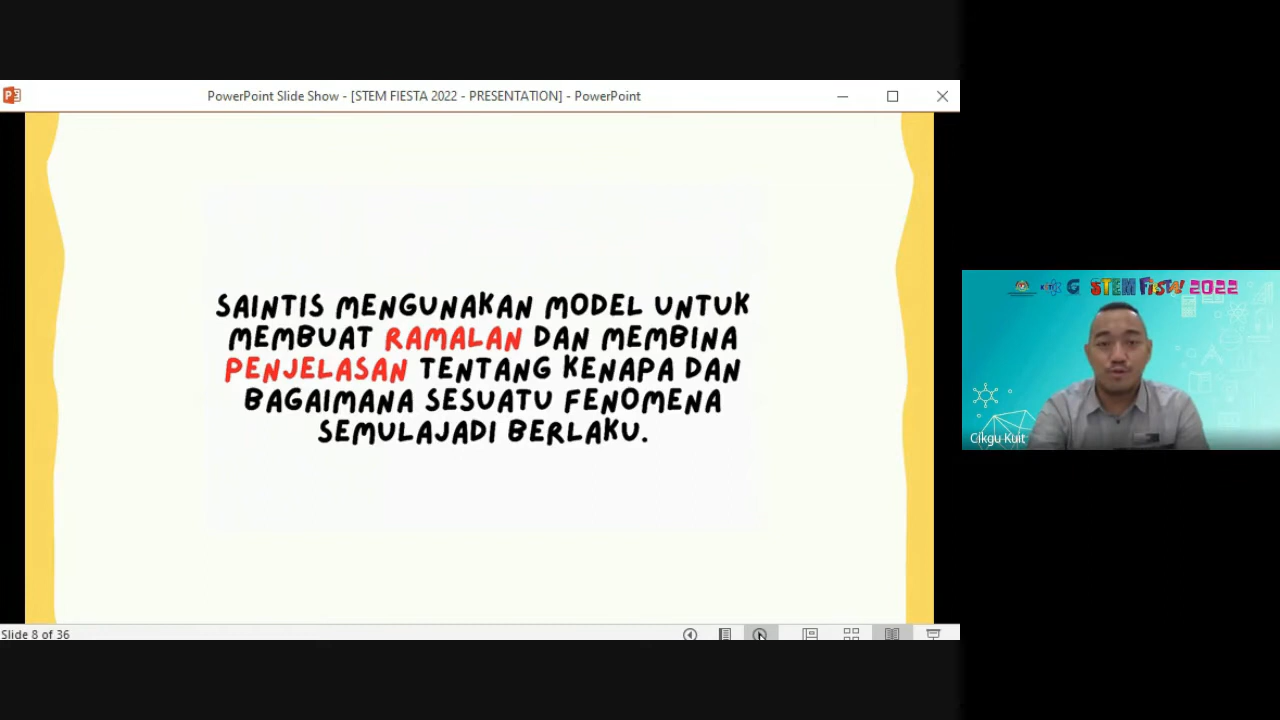 PowerPoint Slide Show - [STEM FIESTA 2022 - PRESENTATION] - PowerPoint
SAINTIS MENGUNAKAN MODEL UNTUK
MEMBUAT RAMALAN DAN MEMBINA
PENJELASAN TENTANG KENAPA DAN
BAGAIMANA SESUATU FENOMENA
SEMULAJADI BERLAKU.
Slide 8 of 36
STEM 2022
Cikgu Kuit